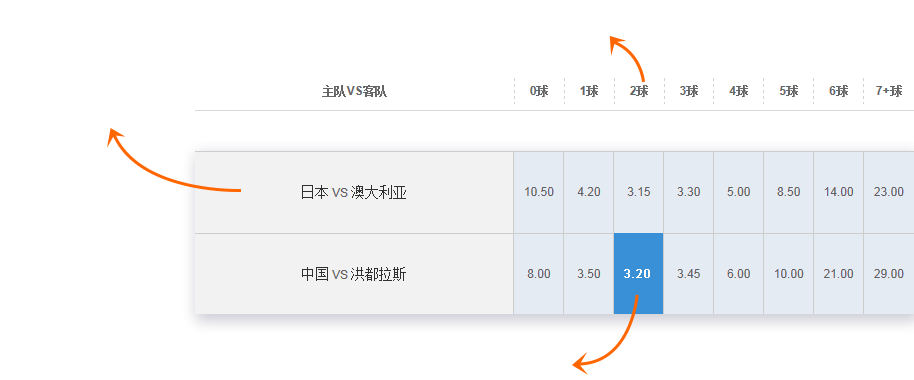 主队VS客队 0球 1球 2球 3球 4球 5球 6球 7+球
日本 VS 澳大利亚 10.50 4.20 3.15 3.30 5.00 8.50 14.00 23.00
中国 VS 洪都拉斯 8.00 3.50 3.20 3.45 6.00 10.00 21.00 29.00